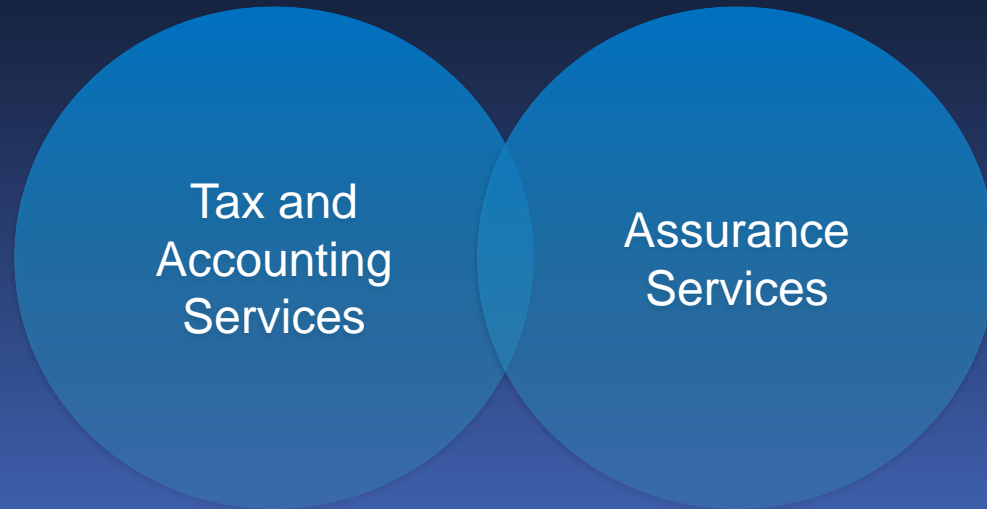 Tax and
Accounting
Services
Assurance
Services